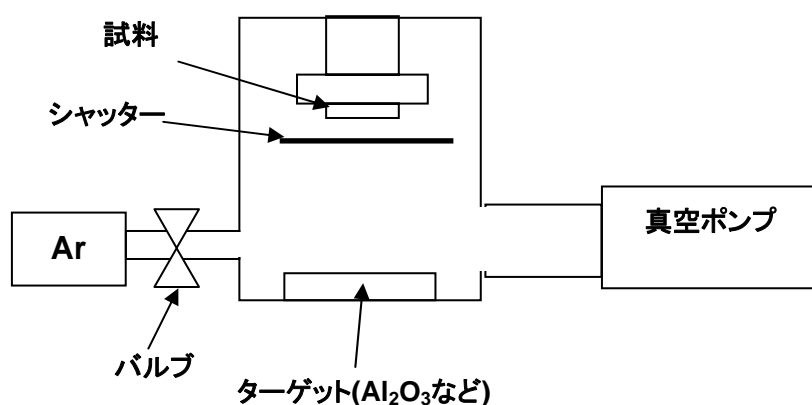 試料
シャッター
Ar
真空ポンプ
バルブ
ターゲット(Al₂O₃など)